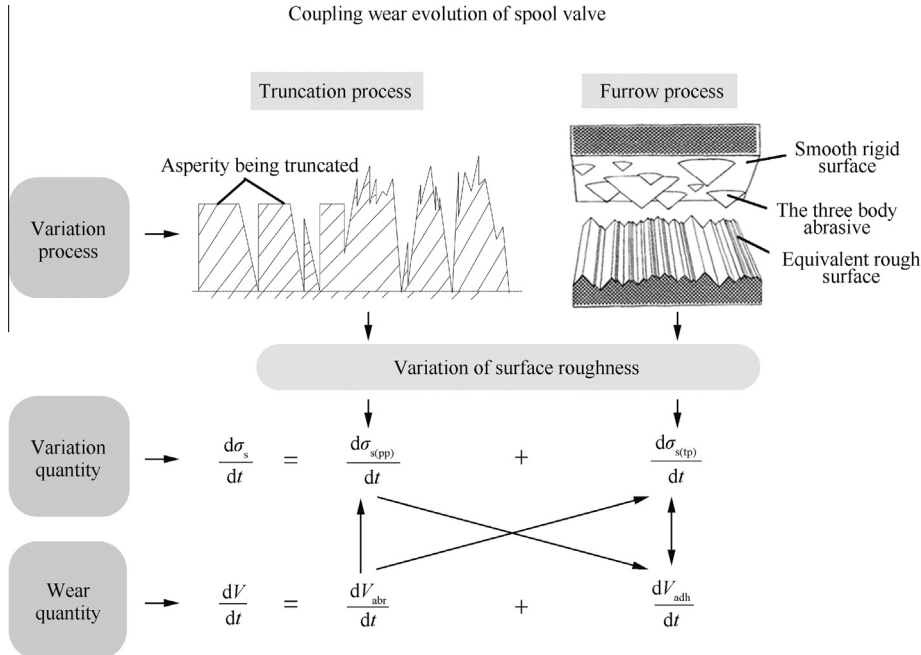 Coupling wear evolution of spool valve
Truncation process
Furrow process
Asperity being truncated
Smooth rigid
surface
The three body
abrasive
Equivalent rough
surface
Variation
process
Variation of surface roughness
Variation
quantity
dσs/dt = dσs(pp)/dt + dσs(tp)/dt
Wear
quantity
dV/dt = dVabr/dt + dVadh/dt